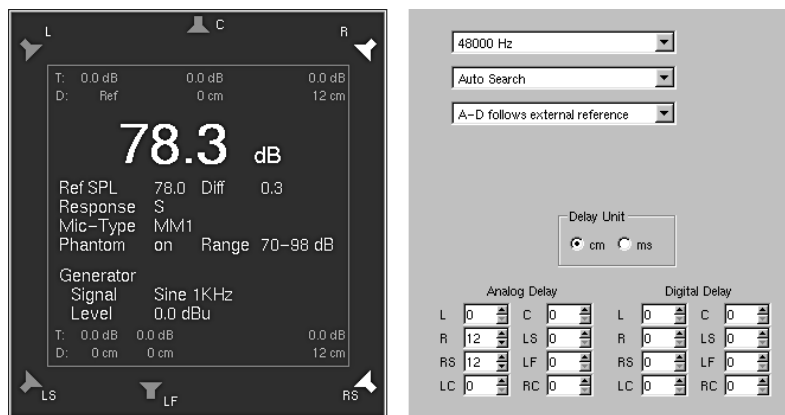 L C R
T: 0.0 dB 0.0 dB 0.0 dB
D: Ref 0 cm 12 cm
78.3 dB
Ref SPL 78.0 Diff 0.3
Response S
Mic-Type MM1
Phantom on Range 70-98 dB
Generator
Signal Sine 1KHz
Level 0.0 dBu
T: 0.0 dB 0.0 dB 0.0 dB
D: 0 cm 0 cm 12 cm
LS LF RS
48000 Hz
Auto Search
A-D follows external reference
Delay Unit
cm ms
Analog Delay
L 0 C 0
R 12 LS 0
RS 12 LF 0
LC 0 RC 0
Digital Delay
L 0 C 0
R 0 LS 0
RS 0 LF 0
LC 0 RC 0